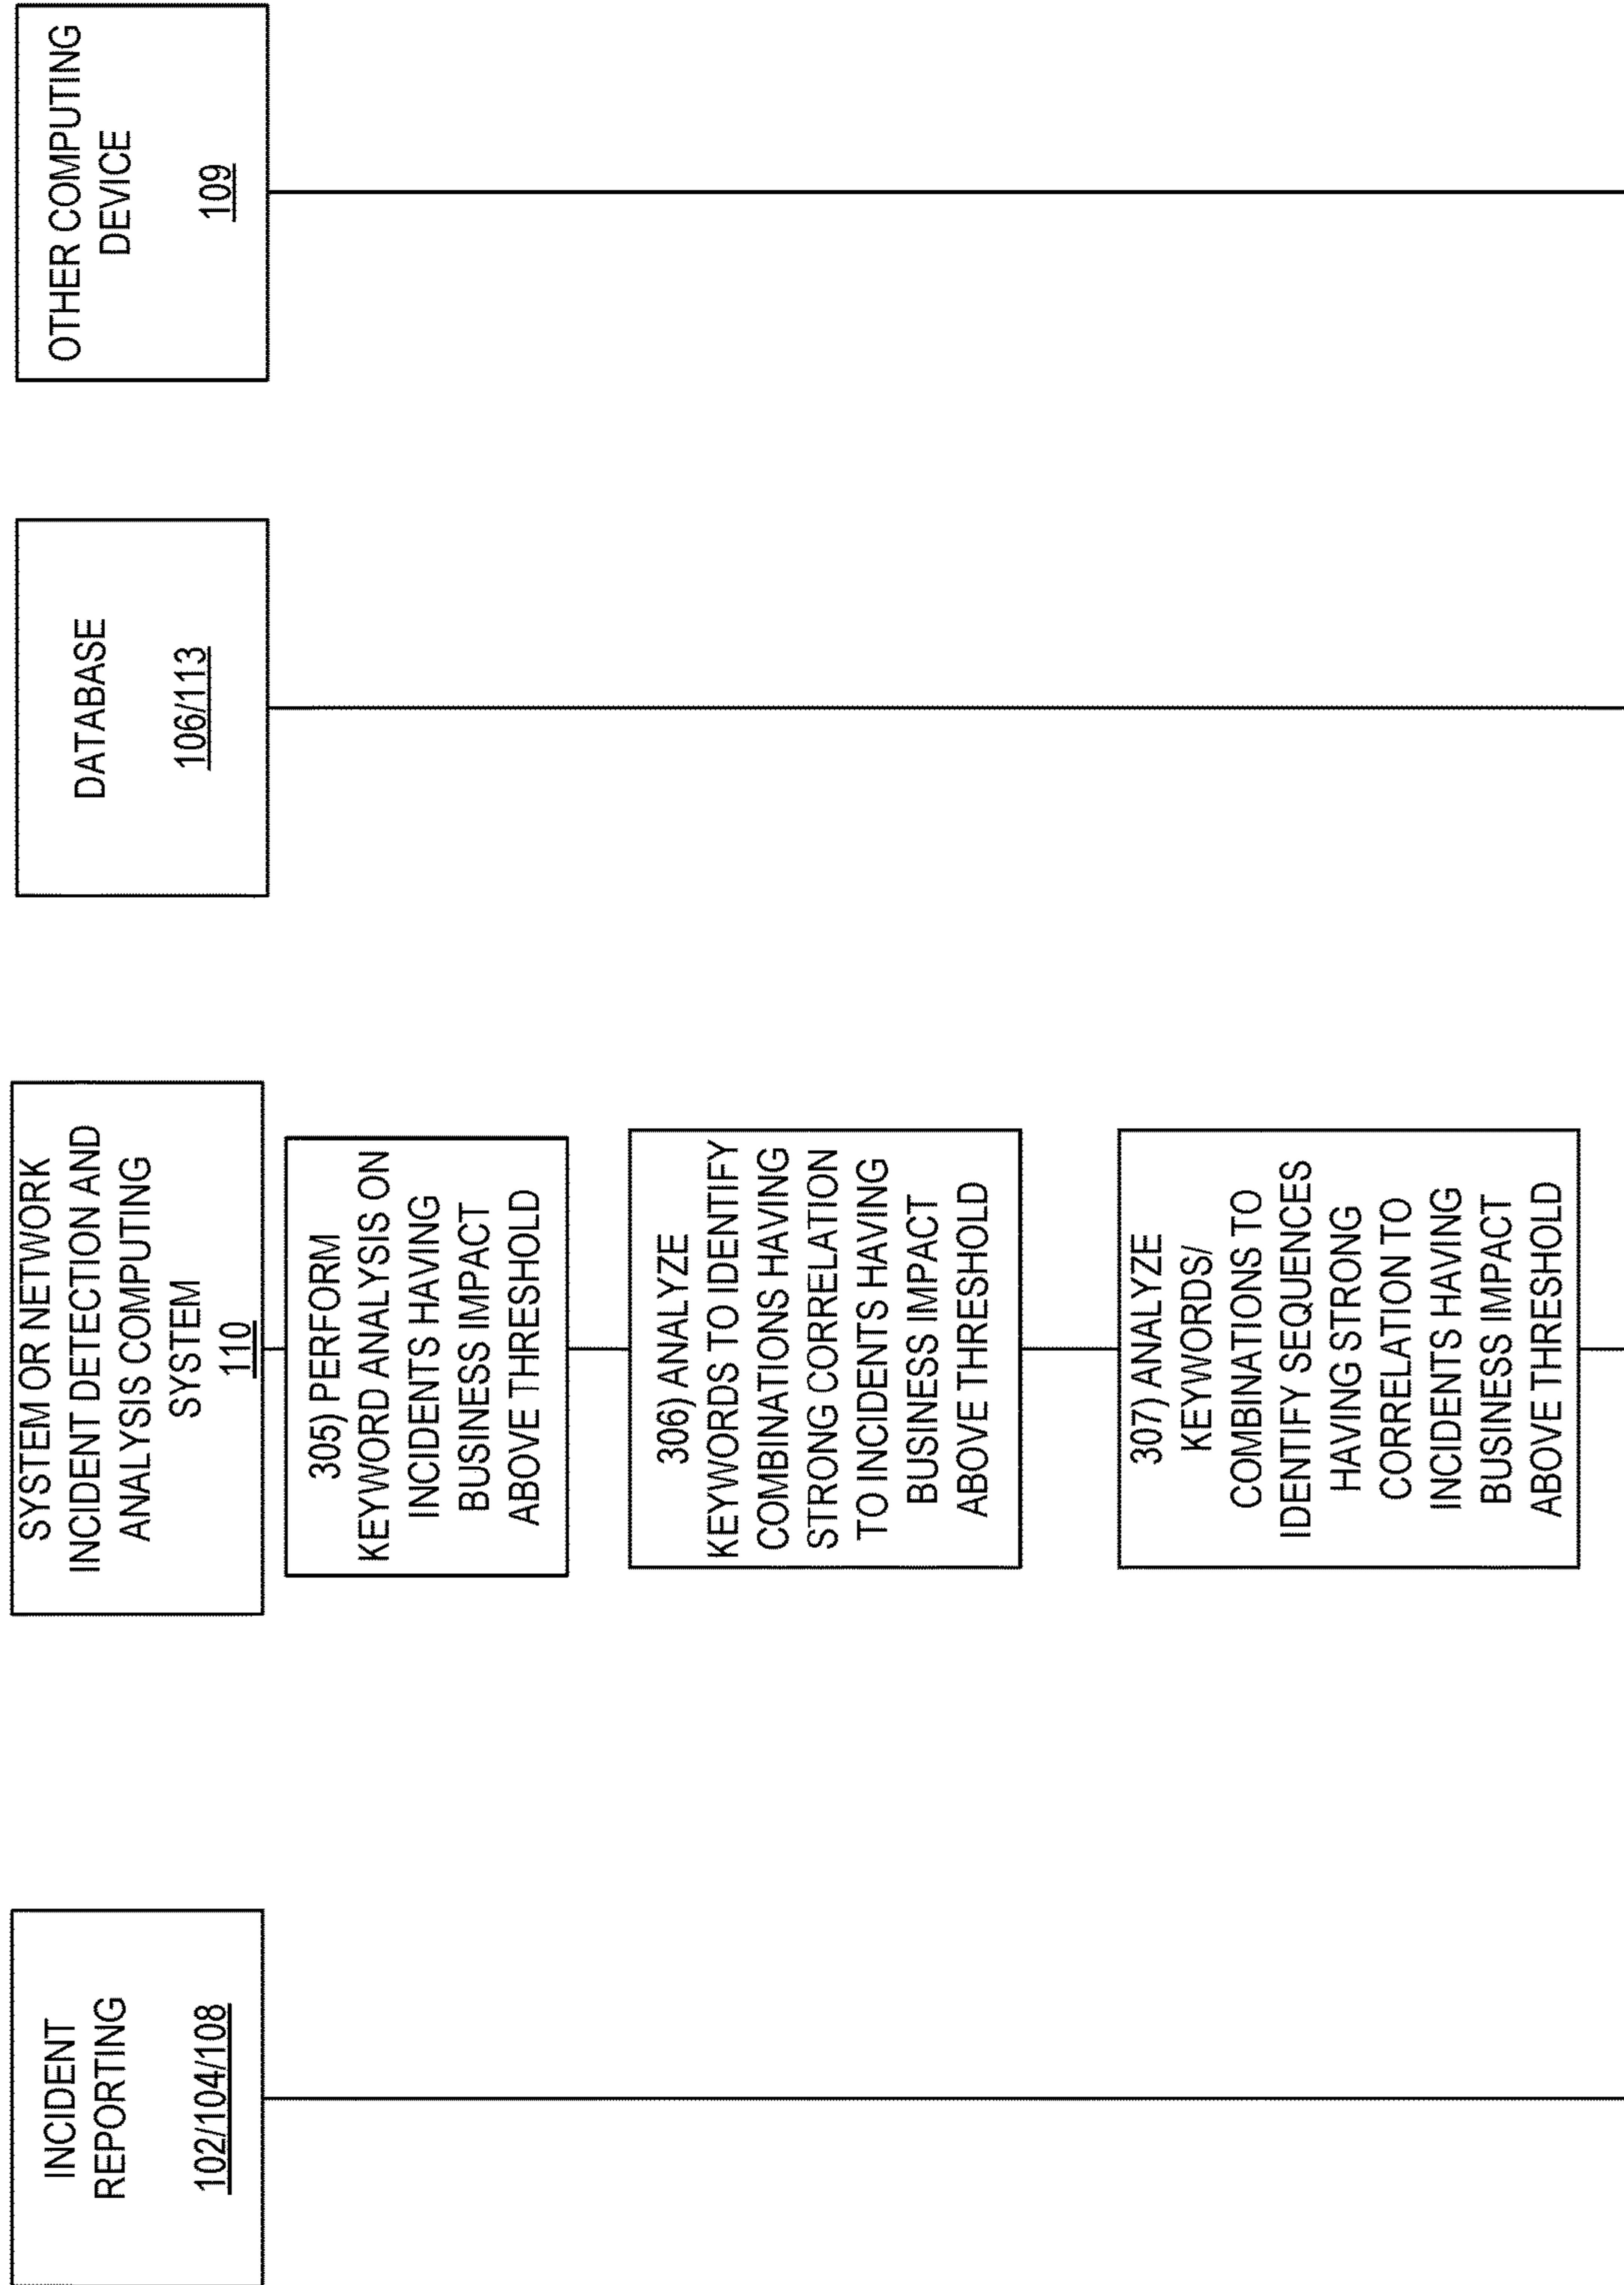 INCIDENT
REPORTING
102/104/108
SYSTEM OR NETWORK
INCIDENT DETECTION AND
ANALYSIS COMPUTING
SYSTEM
110
DATABASE
106/113
OTHER COMPUTING
DEVICE
109
305) PERFORM
KEYWORD ANALYSIS ON
INCIDENTS HAVING
BUSINESS IMPACT
ABOVE THRESHOLD
306) ANALYZE
KEYWORDS TO IDENTIFY
COMBINATIONS HAVING
STRONG CORRELATION
TO INCIDENTS HAVING
BUSINESS IMPACT
ABOVE THRESHOLD
307) ANALYZE
KEYWORDS/
COMBINATIONS TO
IDENTIFY SEQUENCES
HAVING STRONG
CORRELATION TO
INCIDENTS HAVING
BUSINESS IMPACT
ABOVE THRESHOLD